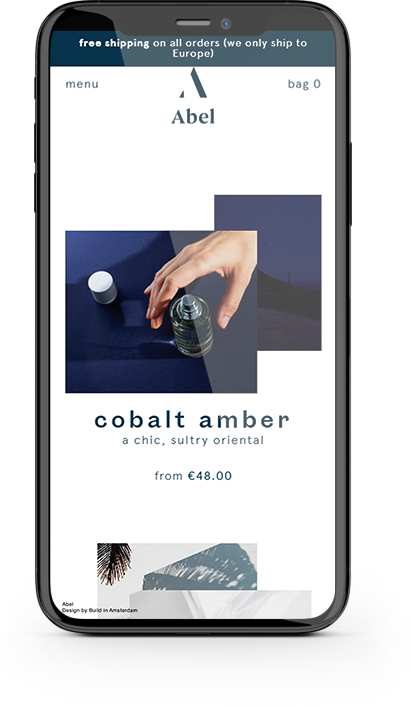 free shipping on all orders (we only ship to
Europe)
menu
bag 0
Abel
cobalt amber
a chic, sultry oriental
from €48.00
Abel
Design by Build in Amsterdam